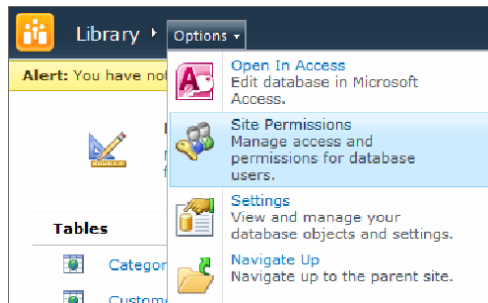 Library
Options
Alert: You have not
Open In Access
Edit database in Microsoft
Access.
Site Permissions
Manage access and
permissions for database
users.
Settings
View and manage your
database objects and settings.
Navigate Up
Navigate up to the parent site.
Tables
Categor
Custome